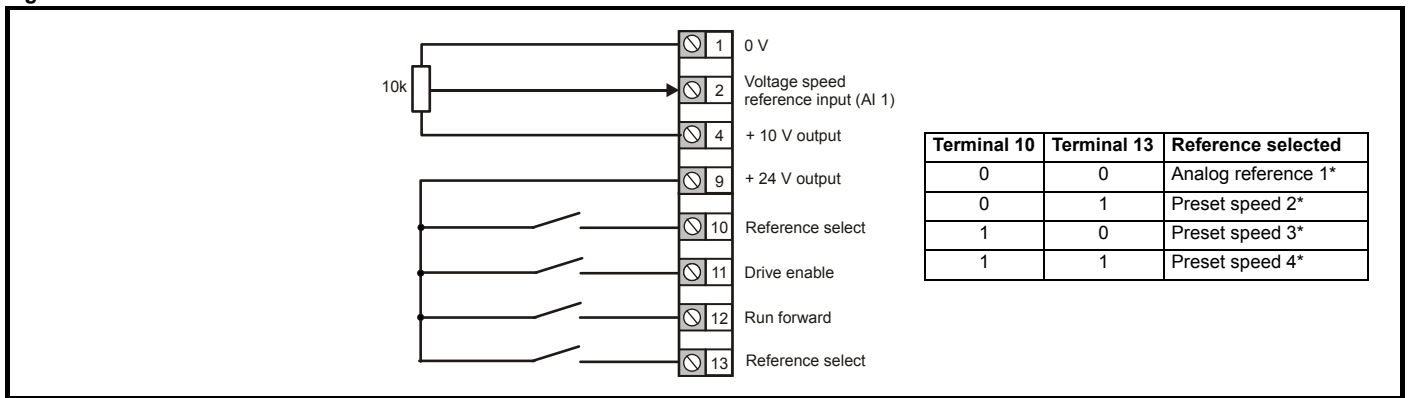 1 0 V
10k
2 Voltage speed
reference input (AI 1)
4 + 10 V output
9 + 24 V output
10 Reference select
11 Drive enable
12 Run forward
13 Reference select
Terminal 10 Terminal 13 Reference selected
0 0 Analog reference 1*
0 1 Preset speed 2*
1 0 Preset speed 3*
1 1 Preset speed 4*